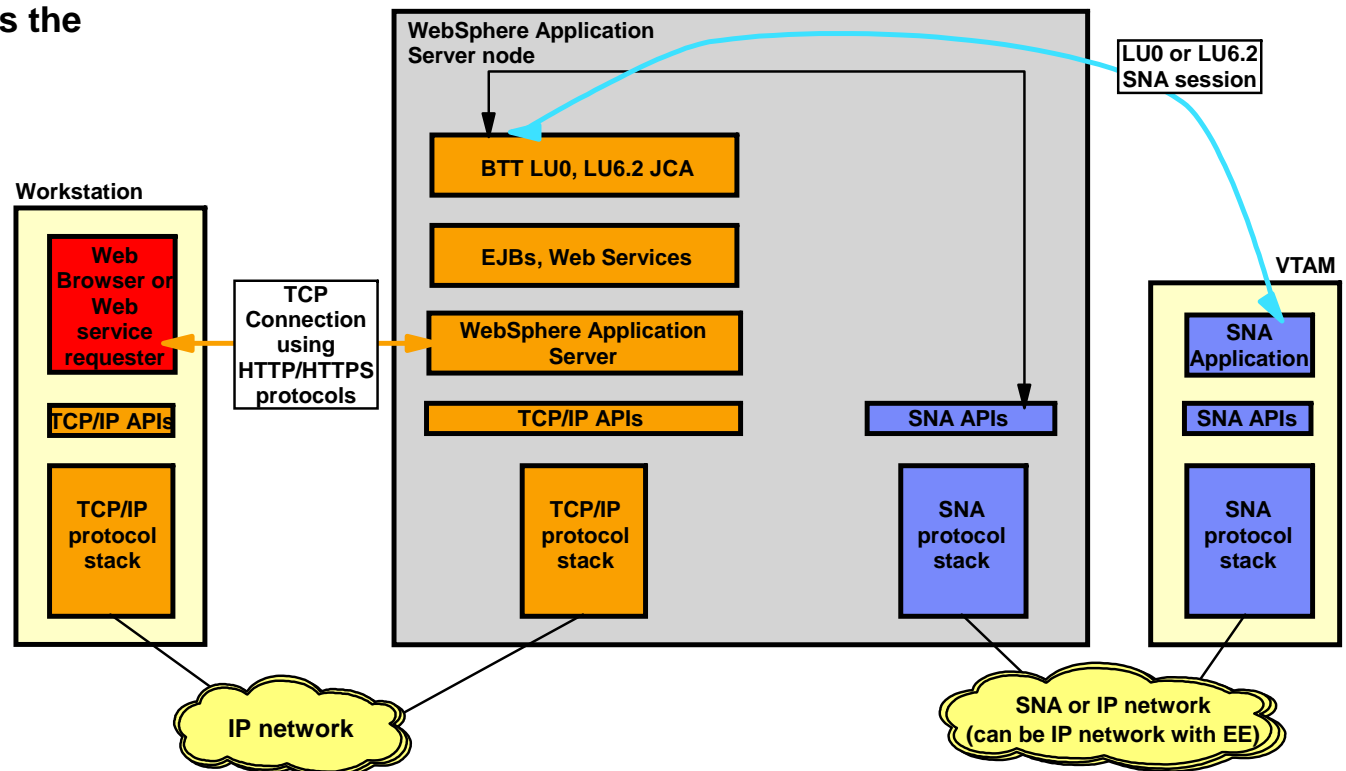 s the
WebSphere Application
Server node
LU0 or LU6.2
SNA session
BTT LU0, LU6.2 JCA
Workstation
Web
Browser or
Web
service
requester
EJBs, Web Services
VTAM
TCP
Connection
using
HTTP/HTTPS
protocols
WebSphere Application
Server
SNA
Application
TCP/IP APIs
TCP/IP APIs
SNA APIs
SNA APIs
TCP/IP
protocol
stack
TCP/IP
protocol
stack
SNA
protocol
stack
SNA
protocol
stack
IP network
SNA or IP network
(can be IP network with EE)